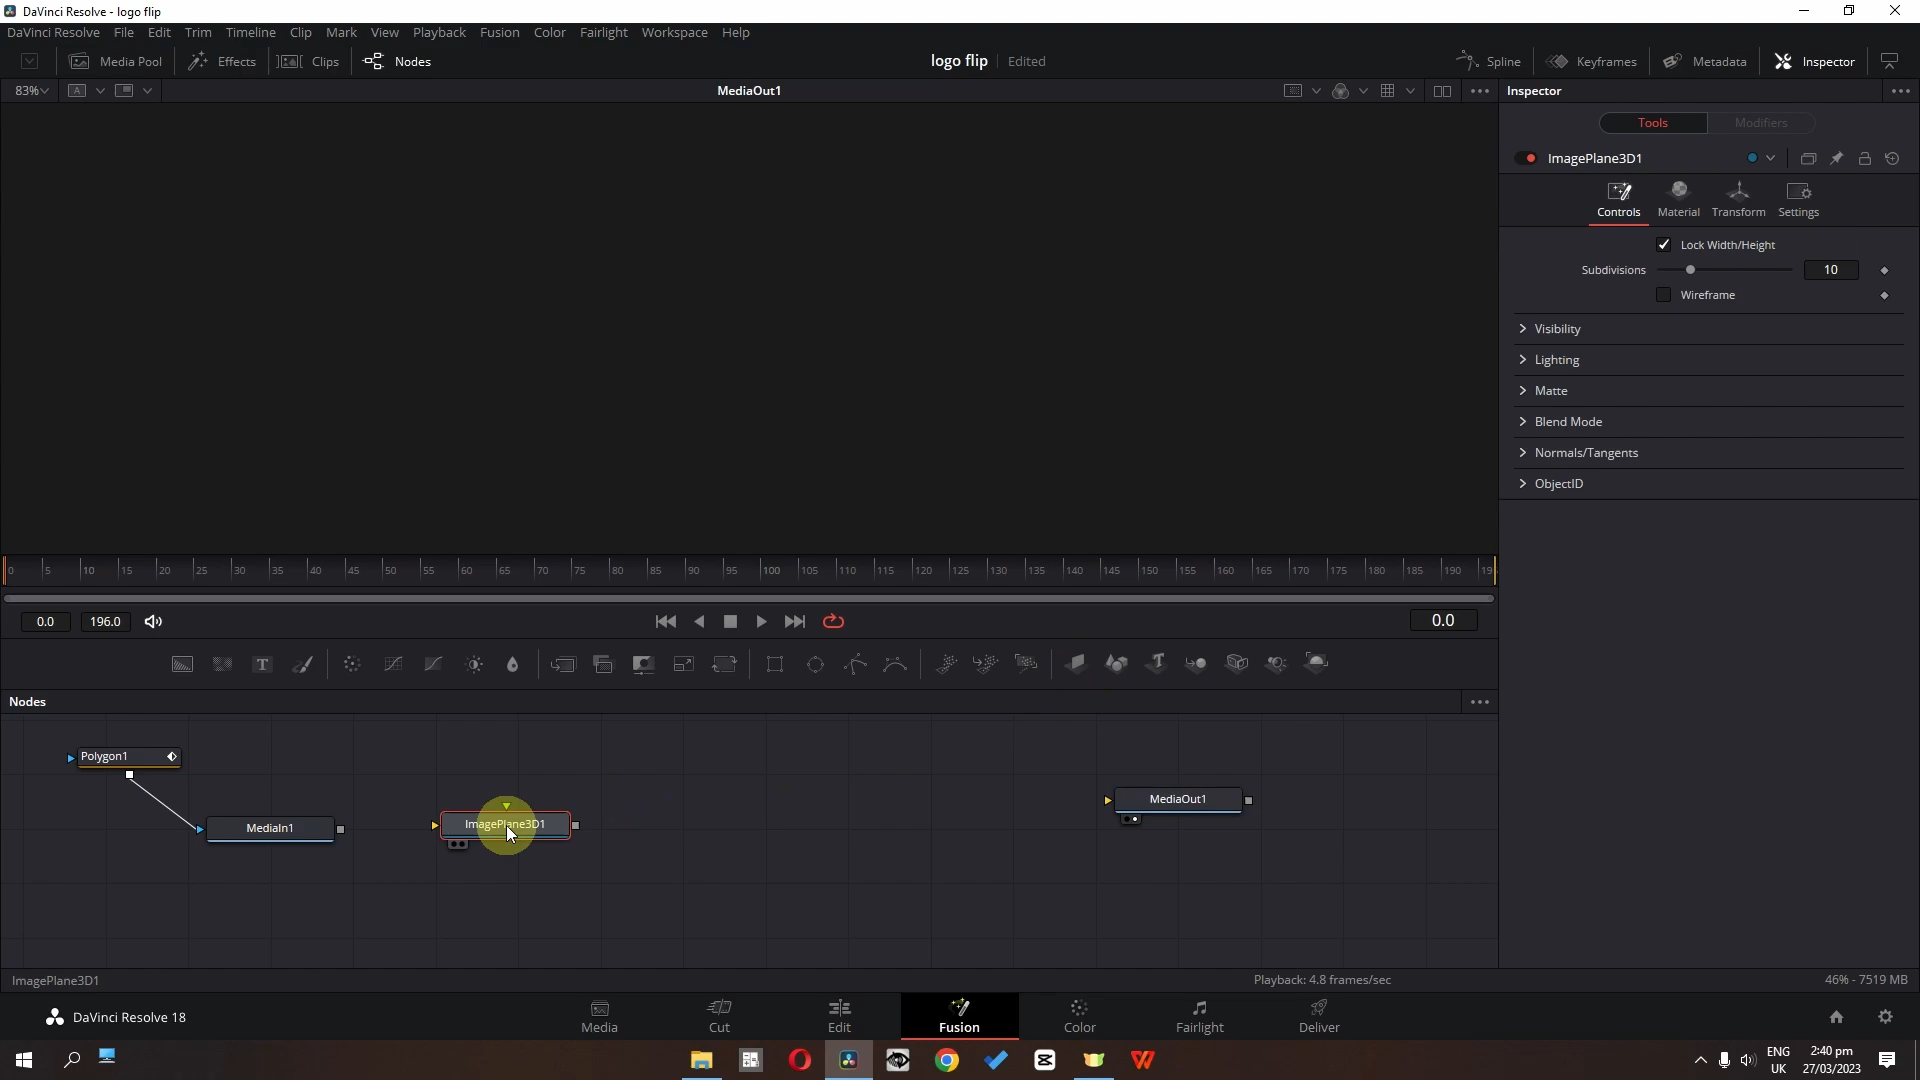 DaVinci Resolve - logo flip
DaVinci Resolve File Edit Trim Timeline Clip Mark View Playback Fusion Color Fairlight Workspace Help
Media Pool Effects Clips Nodes logo flip Edited Spline Keyframes Metadata Inspector
83% A MediaOut1 Inspector
Tools Modifiers
ImagePlane3D1
Controls Material Transform Settings
Lock Width/Height
Subdivisions 10
Wireframe
Visibility
Lighting
Matte
Blend Mode
Normals/Tangents
ObjectID
0 5 10 15 20 25 30 35 40 45 50 55 60 65 70 75 80 85 90 95 100 105 110 115 120 125 130 135 140 145 150 155 160 165 170 175 180 185 190
0.0 196.0 0.0
T T
Nodes
Polygon1
MediaIn1
ImagePlane3D1
MediaOut1
ImagePlane3D1 Playback: 4.8 frames/sec 46% - 7519 MB
DaVinci Resolve 18 Media Cut Edit Fusion Color Fairlight Deliver
ENG
UK
2:40 pm
27/03/2023